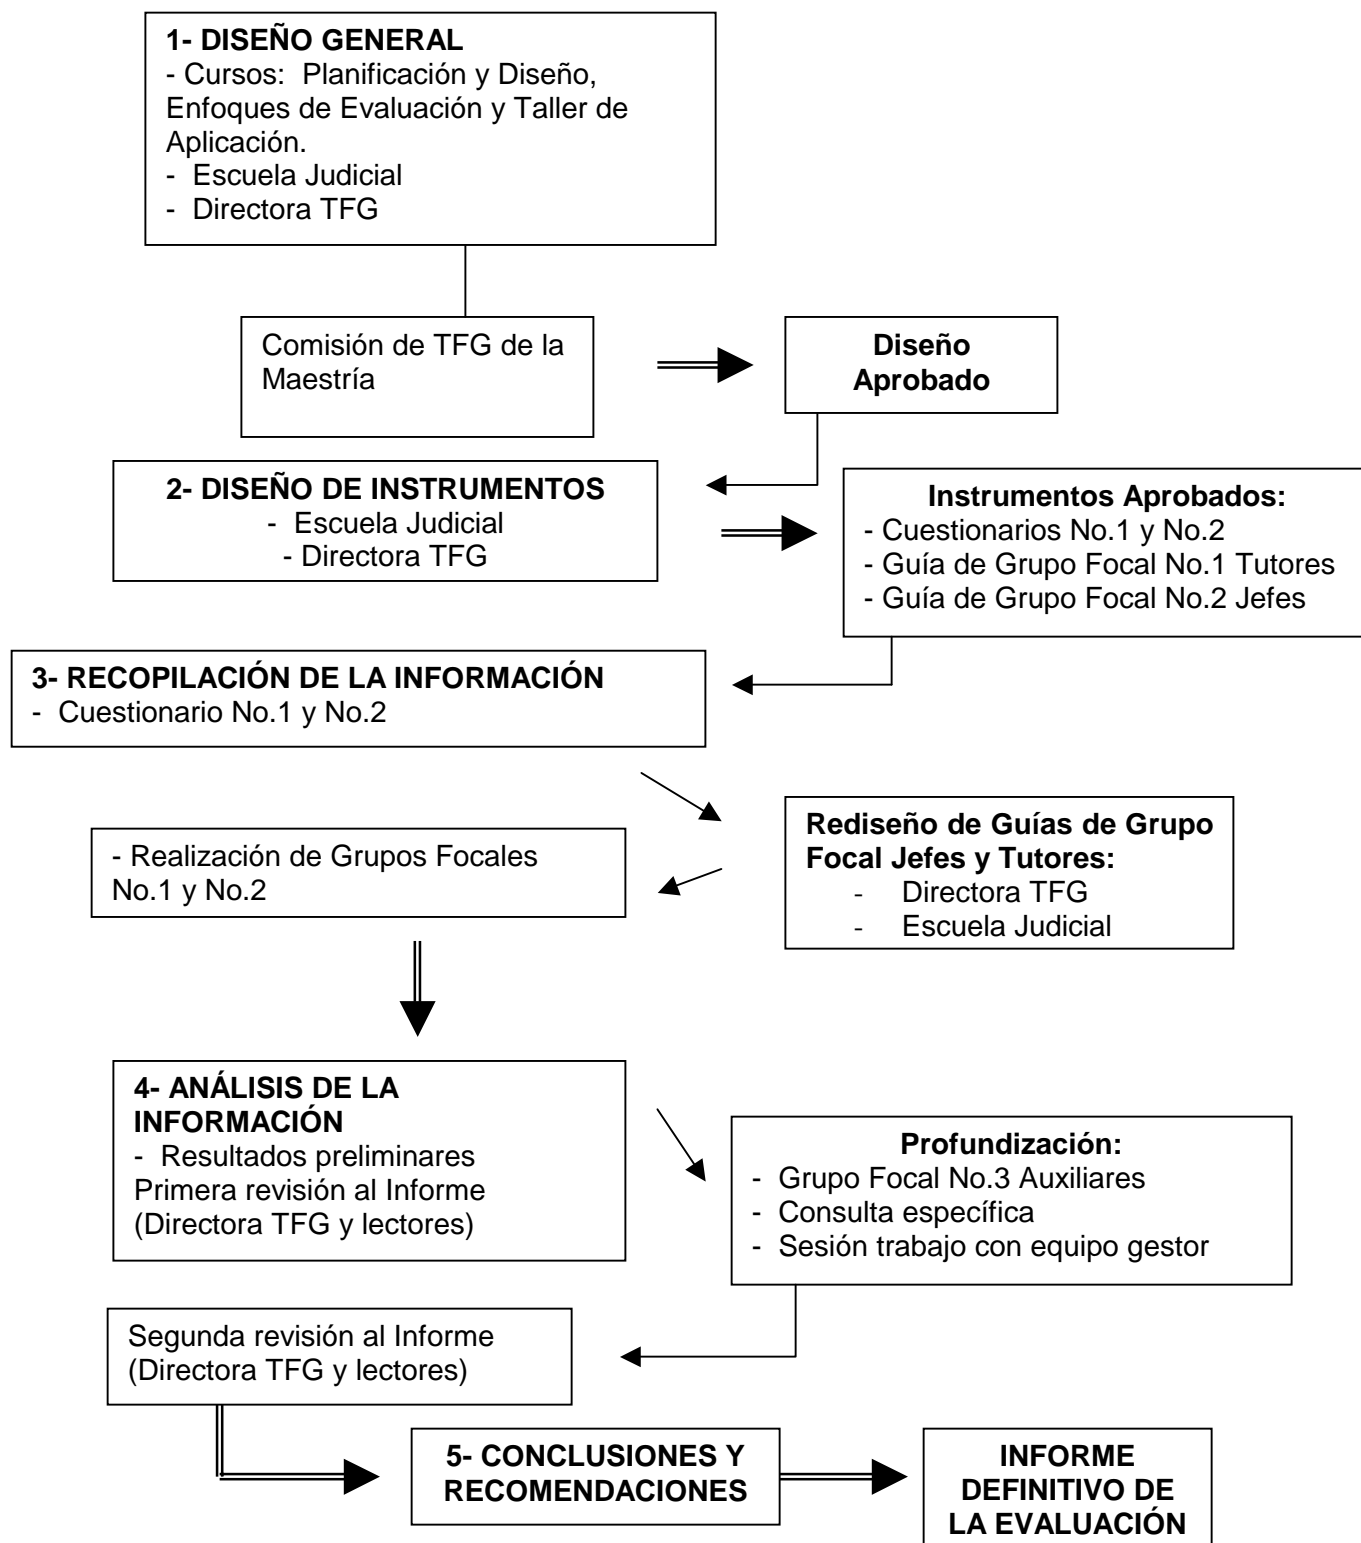 1- DISEÑO GENERAL
- Cursos: Planificación y Diseño,
Enfoques de Evaluación y Taller de
Aplicación.
- Escuela Judicial
- Directora TFG
Comisión de TFG de la
Maestría
Diseño
Aprobado
2- DISEÑO DE INSTRUMENTOS
- Escuela Judicial
- Directora TFG
Instrumentos Aprobados:
- Cuestionarios No.1 y No.2
- Guía de Grupo Focal No.1 Tutores
- Guía de Grupo Focal No.2 Jefes
3- RECOPILACIÓN DE LA INFORMACIÓN
- Cuestionario No.1 y No.2
Rediseño de Guías de Grupo
Focal Jefes y Tutores:
- Directora TFG
- Escuela Judicial
- Realización de Grupos Focales
No.1 y No.2
4- ANÁLISIS DE LA
INFORMACIÓN
- Resultados preliminares
Primera revisión al Informe
(Directora TFG y lectores)
Profundización:
- Grupo Focal No.3 Auxiliares
- Consulta específica
- Sesión trabajo con equipo gestor
Segunda revisión al Informe
(Directora TFG y lectores)
5- CONCLUSIONES Y
RECOMENDACIONES
INFORME
DEFINITIVO DE
LA EVALUACIÓN